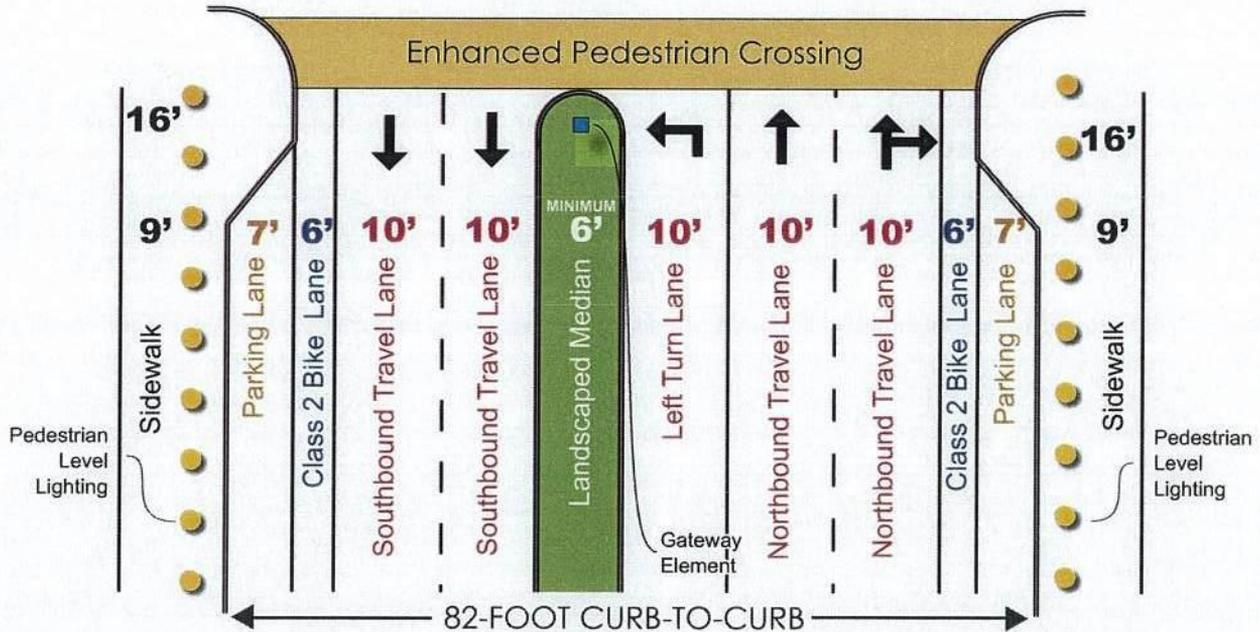 Enhanced Pedestrian Crossing
16'
16'
MINIMUM
9'
7'
6'
10'
10'
6'
10'
10'
10'
6'
7'
9'
Sidewalk
Parking Lane
Class 2 Bike Lane
Southbound Travel Lane
Southbound Travel Lane
Landscaped Median
Left Turn Lane
Northbound Travel Lane
Northbound Travel Lane
Class 2 Bike Lane
Parking Lane
Sidewalk
Pedestrian
Level
Lighting
Pedestrian
Level
Lighting
Gateway
Element
82-FOOT CURB-TO-CURB